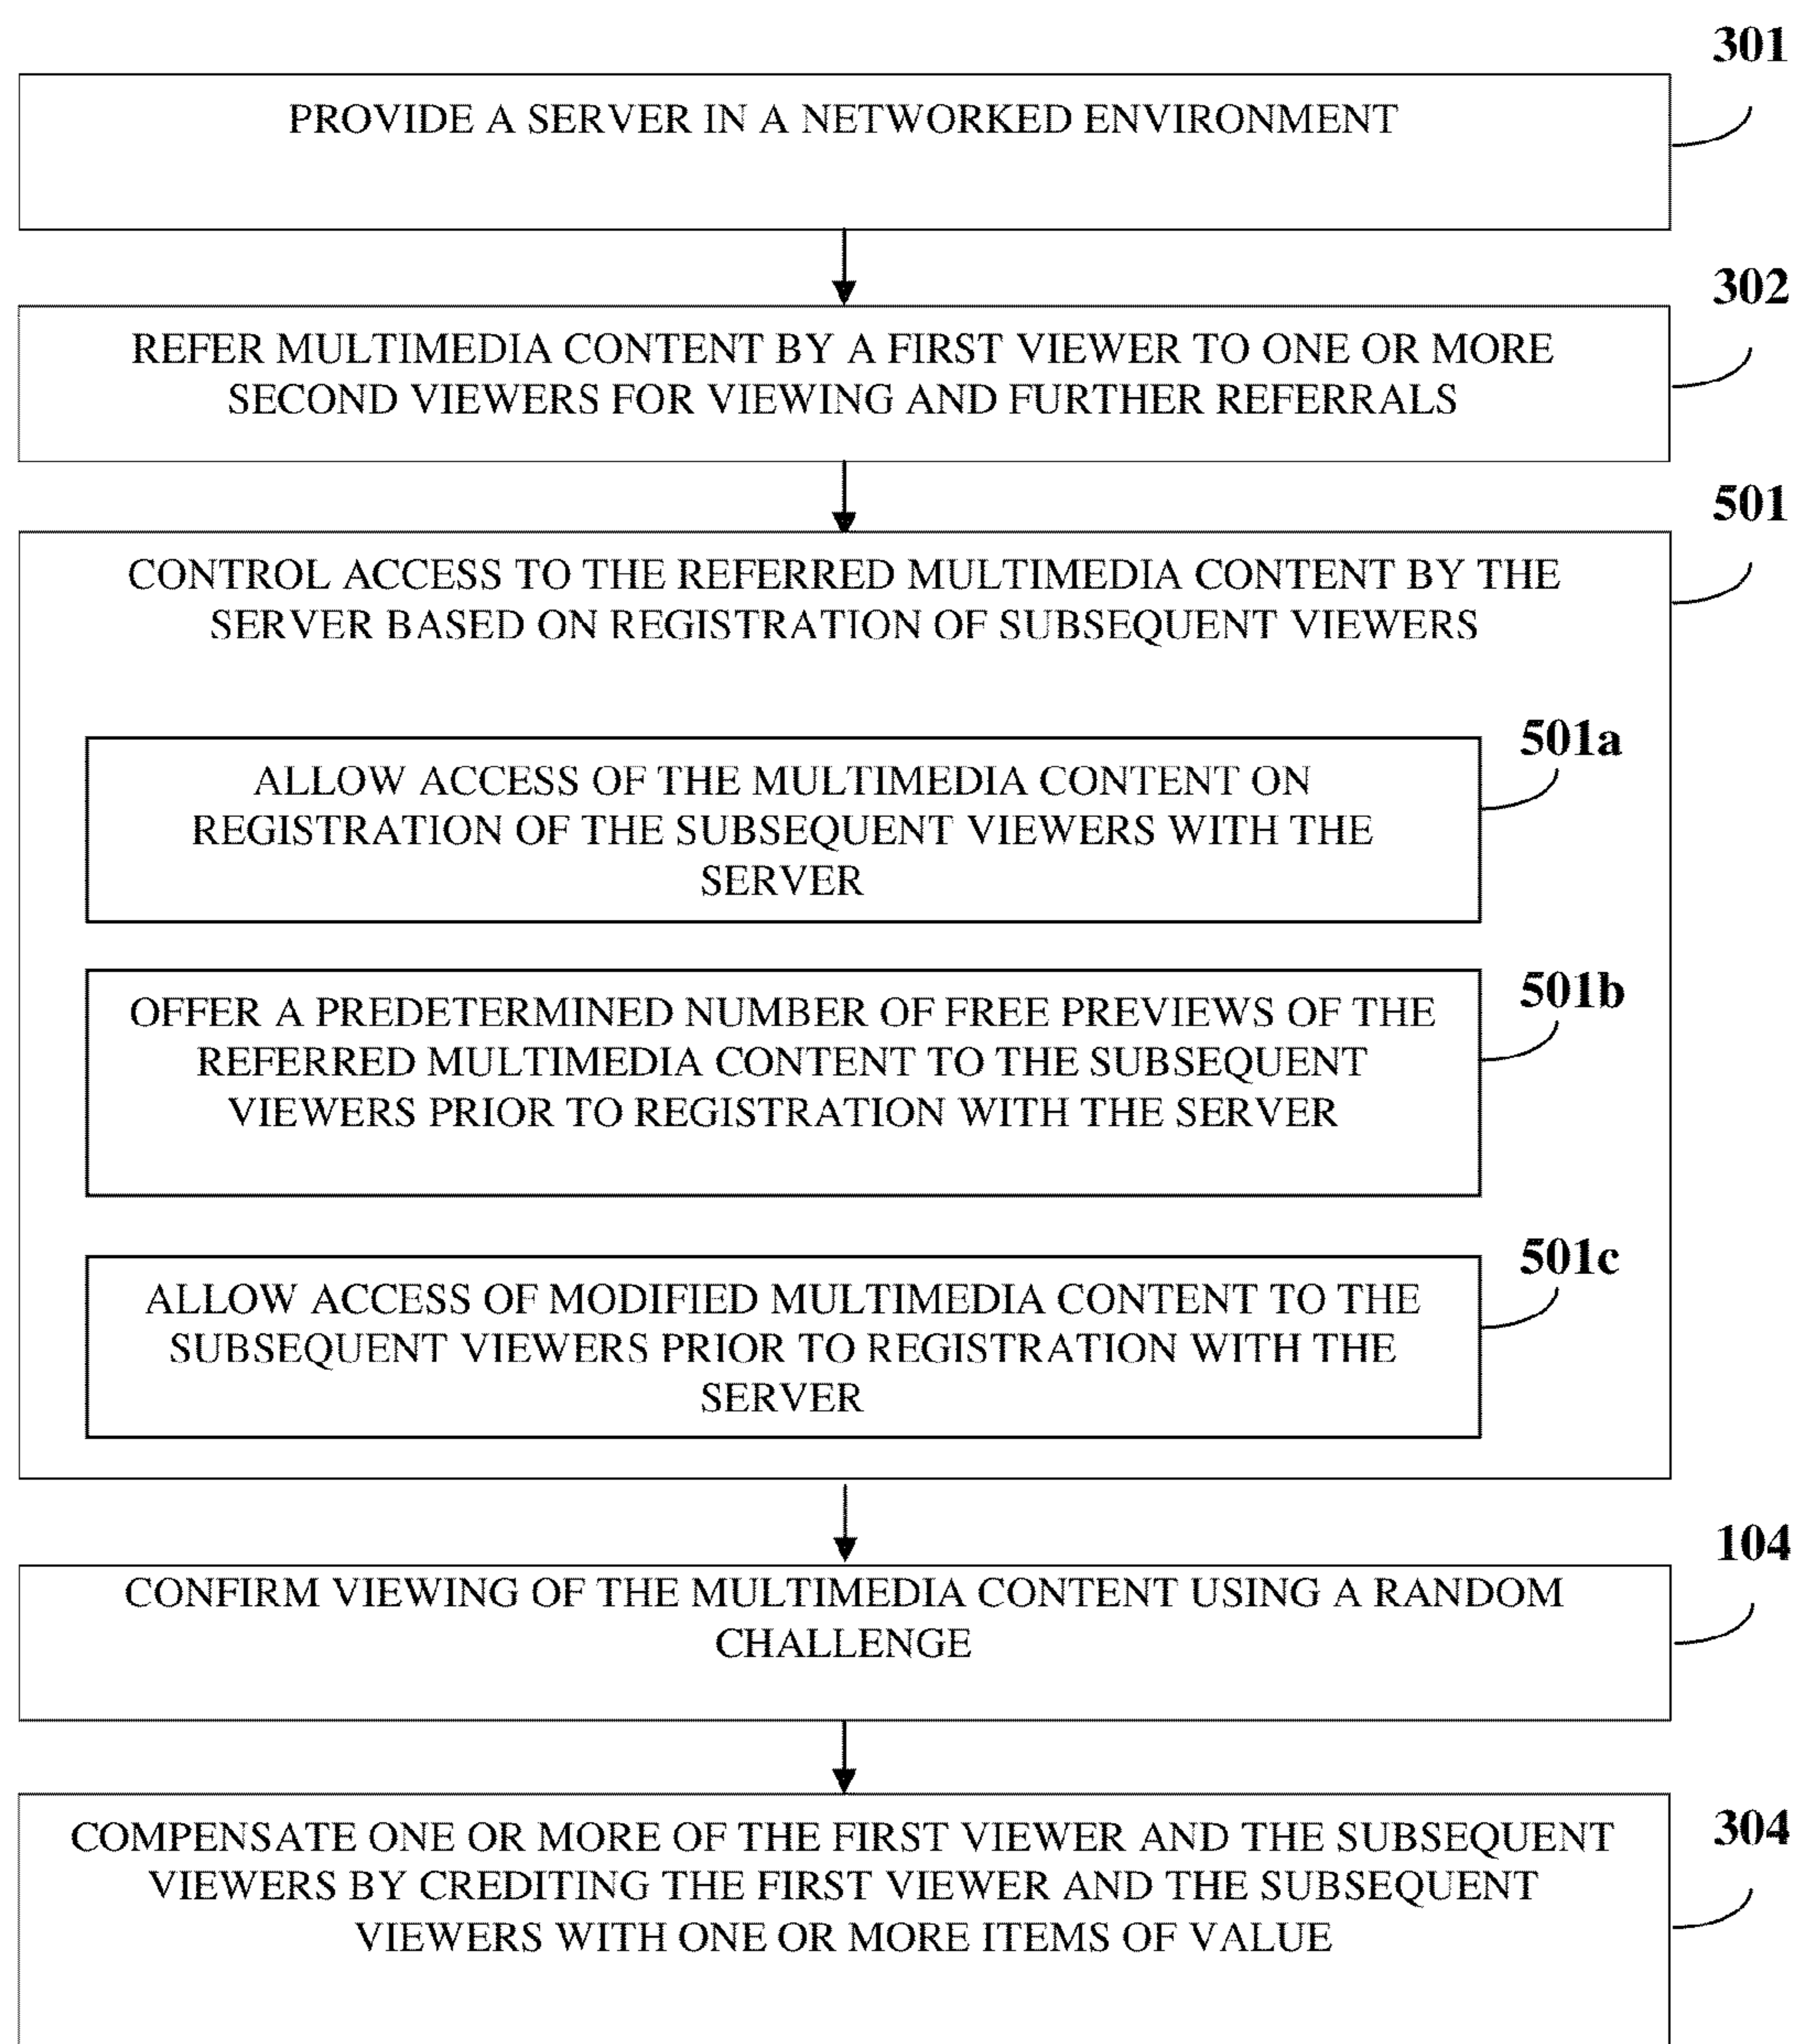 301
PROVIDE A SERVER IN A NETWORKED ENVIRONMENT
302
REFER MULTIMEDIA CONTENT BY A FIRST VIEWER TO ONE OR MORE
SECOND VIEWERS FOR VIEWING AND FURTHER REFERRALS
501
CONTROL ACCESS TO THE REFERRED MULTIMEDIA CONTENT BY THE
SERVER BASED ON REGISTRATION OF SUBSEQUENT VIEWERS
501a
ALLOW ACCESS OF THE MULTIMEDIA CONTENT ON
REGISTRATION OF THE SUBSEQUENT VIEWERS WITH THE
SERVER
501b
OFFER A PREDETERMINED NUMBER OF FREE PREVIEWS OF THE
REFERRED MULTIMEDIA CONTENT TO THE SUBSEQUENT
VIEWERS PRIOR TO REGISTRATION WITH THE SERVER
501c
ALLOW ACCESS OF MODIFIED MULTIMEDIA CONTENT TO THE
SUBSEQUENT VIEWERS PRIOR TO REGISTRATION WITH THE
SERVER
104
CONFIRM VIEWING OF THE MULTIMEDIA CONTENT USING A RANDOM
CHALLENGE
304
COMPENSATE ONE OR MORE OF THE FIRST VIEWER AND THE SUBSEQUENT
VIEWERS BY CREDITING THE FIRST VIEWER AND THE SUBSEQUENT
VIEWERS WITH ONE OR MORE ITEMS OF VALUE